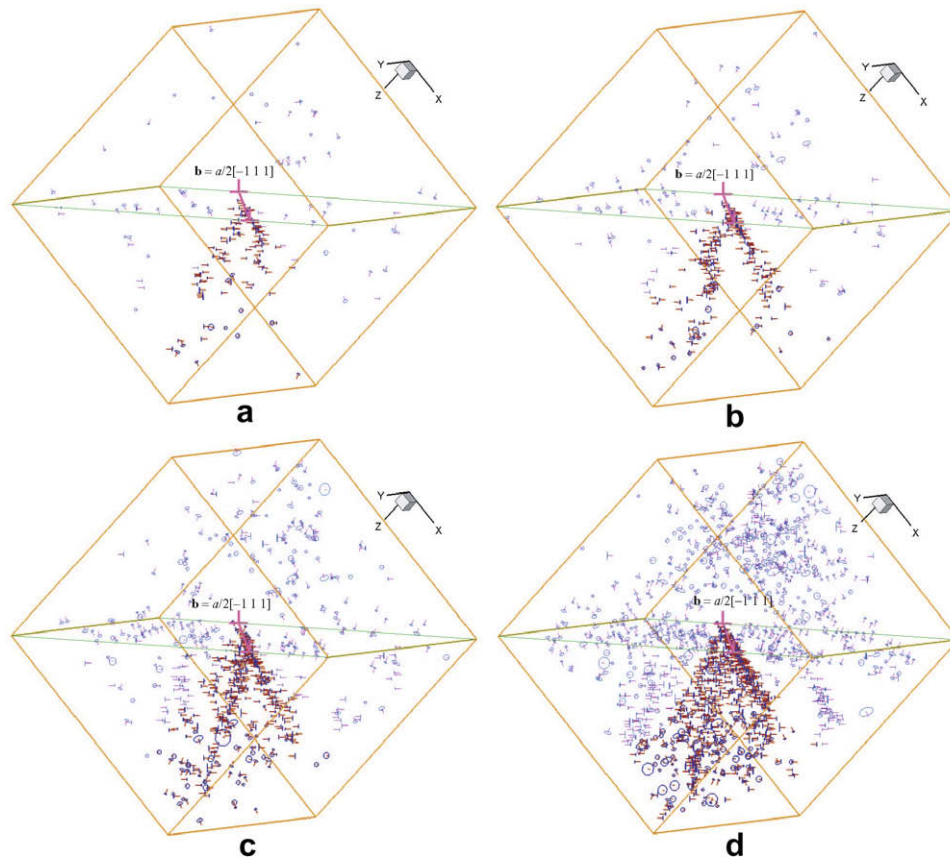 Y
Z
X
b = a/2[−1 1 1]
a
Y
Z
X
b = a/2[−1 1 1]
b
Y
Z
X
b = a/2[−1 1 1]
c
Y
Z
X
b = a/2[−1 1 1]
d